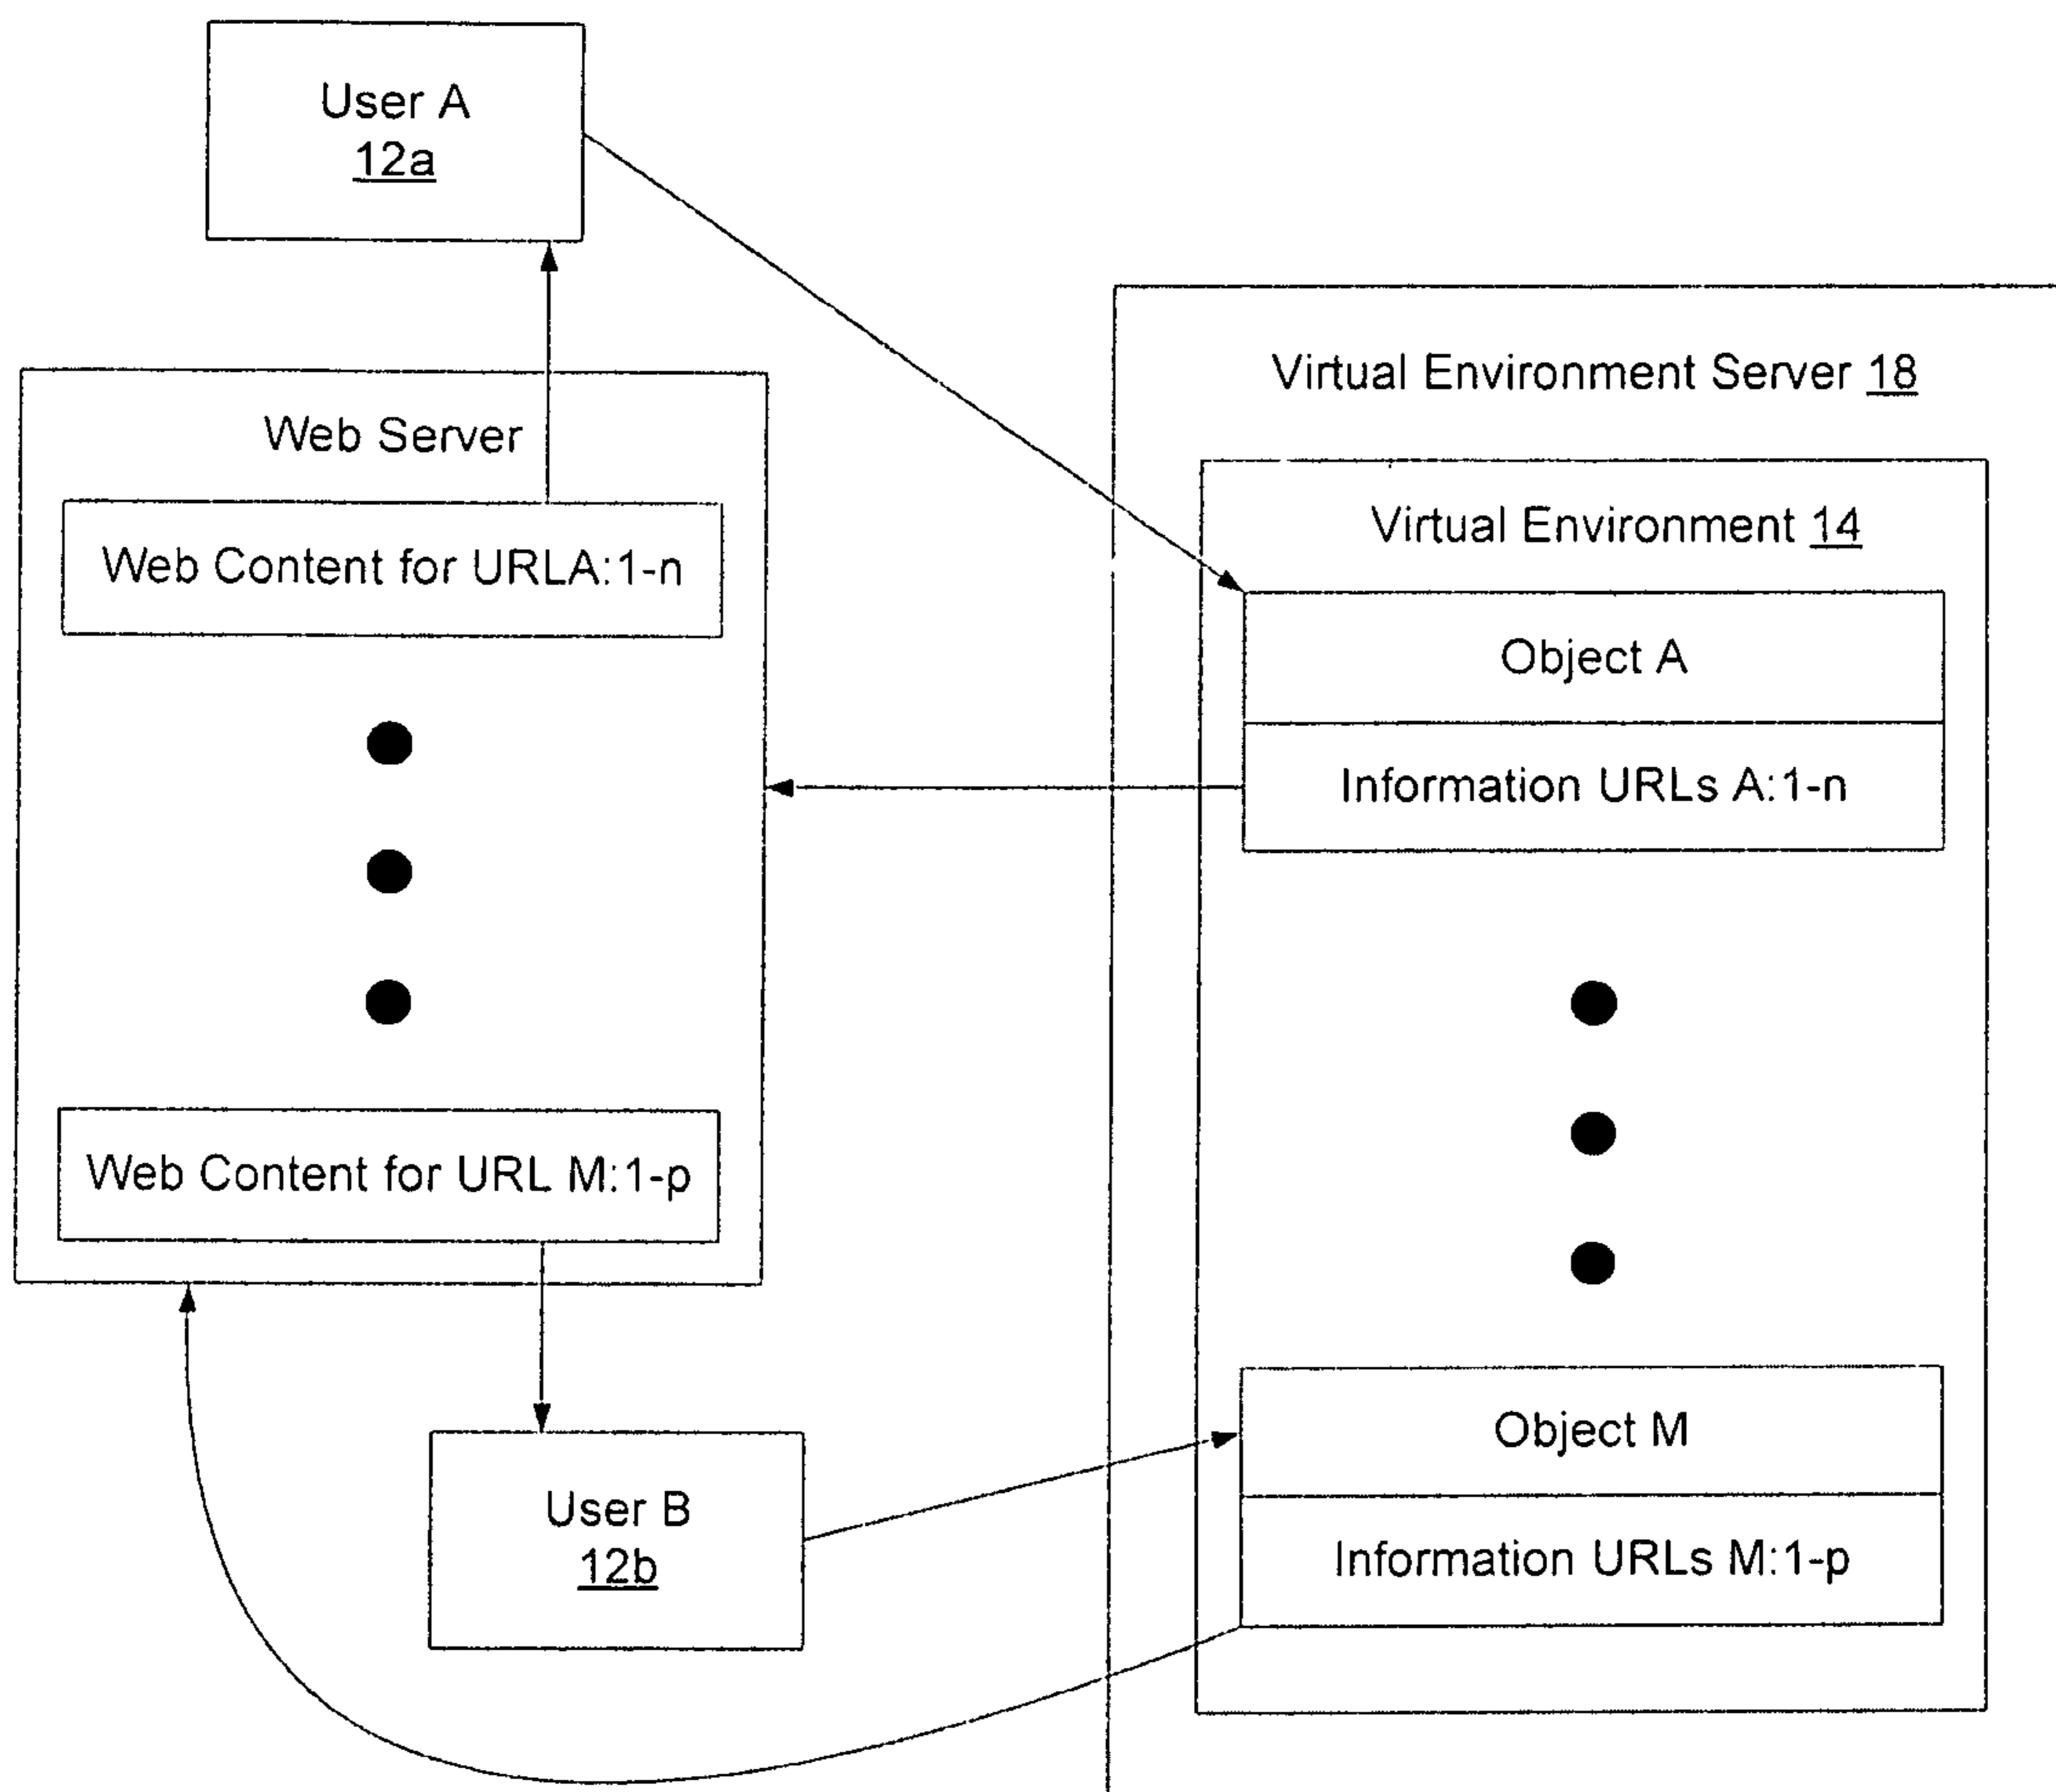 User A
12a
Virtual Environment Server 18
Web Server
Virtual Environment 14
Web Content for URLA:1-n
Object A
Information URLs A:1-n
Web Content for URL M:1-p
Object M
User B
12b
Information URLs M:1-p